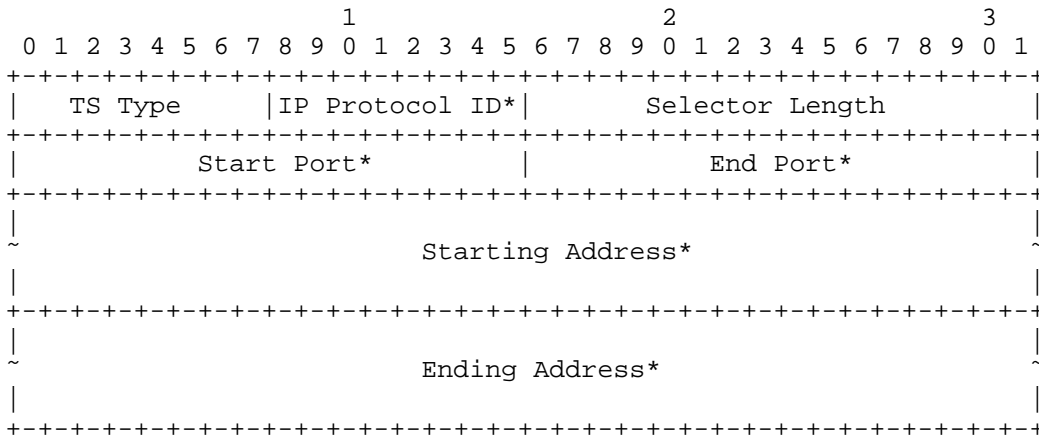 1                   2                   3
 0 1 2 3 4 5 6 7 8 9 0 1 2 3 4 5 6 7 8 9 0 1 2 3 4 5 6 7 8 9 0 1
+-+-+-+-+-+-+-+-+-+-+-+-+-+-+-+-+-+-+-+-+-+-+-+-+-+-+-+-+-+-+-+-+
|   TS Type     |IP Protocol ID*|       Selector Length         |
+-+-+-+-+-+-+-+-+-+-+-+-+-+-+-+-+-+-+-+-+-+-+-+-+-+-+-+-+-+-+-+-+
|           Start Port*         |           End Port*           |
+-+-+-+-+-+-+-+-+-+-+-+-+-+-+-+-+-+-+-+-+-+-+-+-+-+-+-+-+-+-+-+-+
|                                                               |
~                         Starting Address*                     ~
|                                                               |
+-+-+-+-+-+-+-+-+-+-+-+-+-+-+-+-+-+-+-+-+-+-+-+-+-+-+-+-+-+-+-+-+
|                                                               |
~                         Ending Address*                       ~
|                                                               |
+-+-+-+-+-+-+-+-+-+-+-+-+-+-+-+-+-+-+-+-+-+-+-+-+-+-+-+-+-+-+-+-+